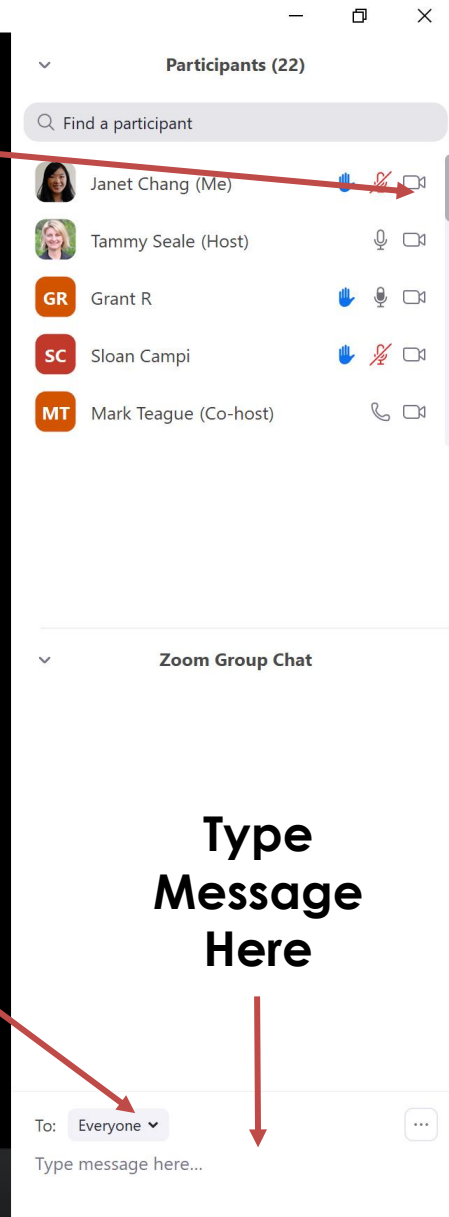 Participants (22)
Find a participant
Janet Chang (Me)
Tammy Seale (Host)
GR Grant R
SC Sloan Campi
MT Mark Teague (Co-host)
Zoom Group Chat
Type
Message
Here
To: Everyone
Type message here...